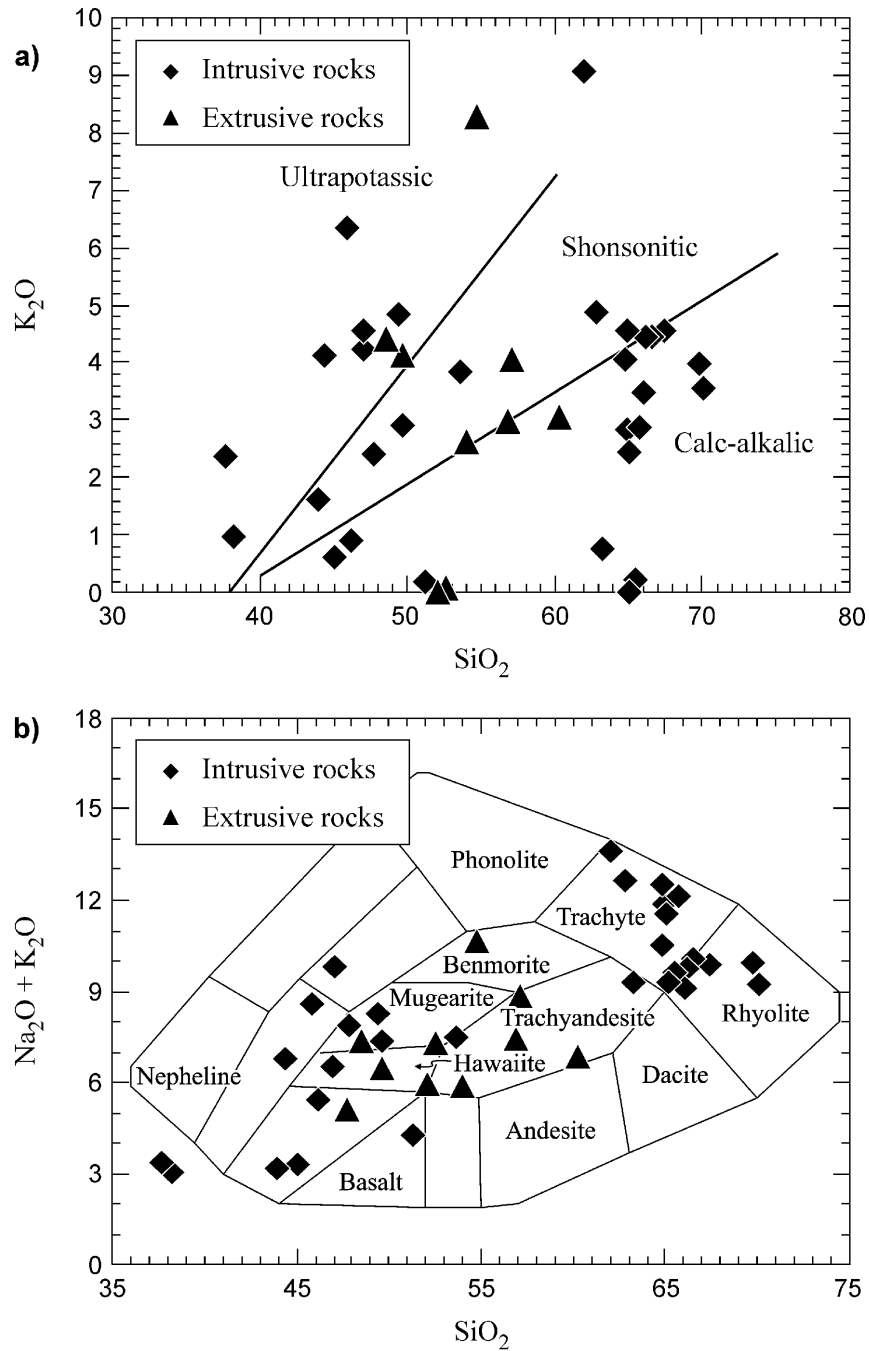 a)
Intrusive rocks
Extrusive rocks
Ultrapotassic
Shonsonitic
Calc-alkalic
K₂O
10
9
8
7
6
5
4
3
2
1
0
30 40 50 60 70 80
SiO₂
b)
Intrusive rocks
Extrusive rocks
Phonolite
Trachyte
Benmorite
Mugearite
Trachyandesite
Rhyolite
Hawaiite
Nepheline
Dacite
Andesite
Basalt
Na₂O + K₂O
18
15
12
9
6
3
0
35 45 55 65 75
SiO₂